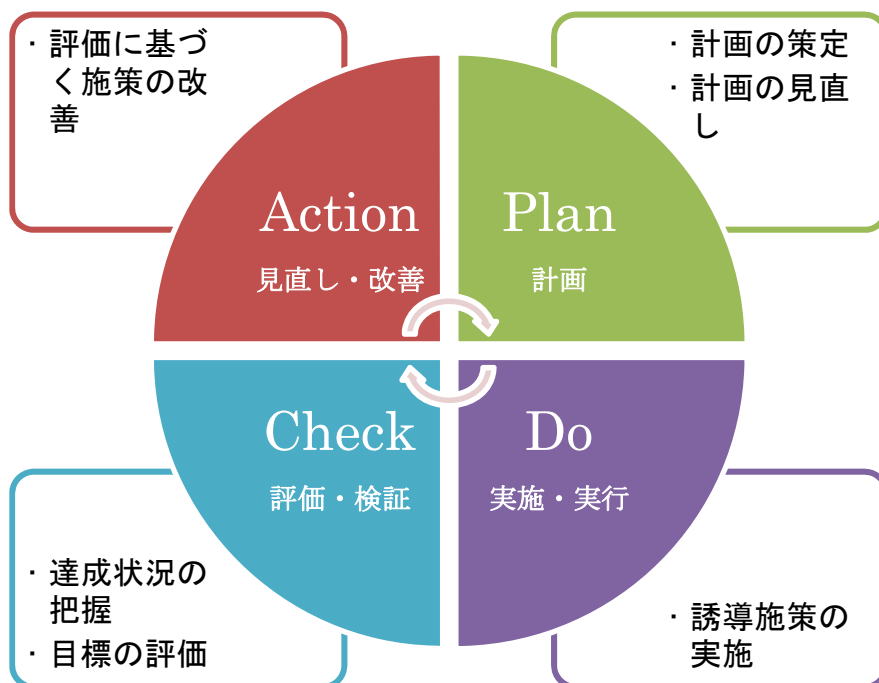 ・評価に基づ
く施策の改
善
・計画の策定
・計画の見直
し
Action
見直し・改善
Plan
計画
Check
評価・検証
Do
実施・実行
・達成状況の
把握
・目標の評価
・誘導施策の
実施